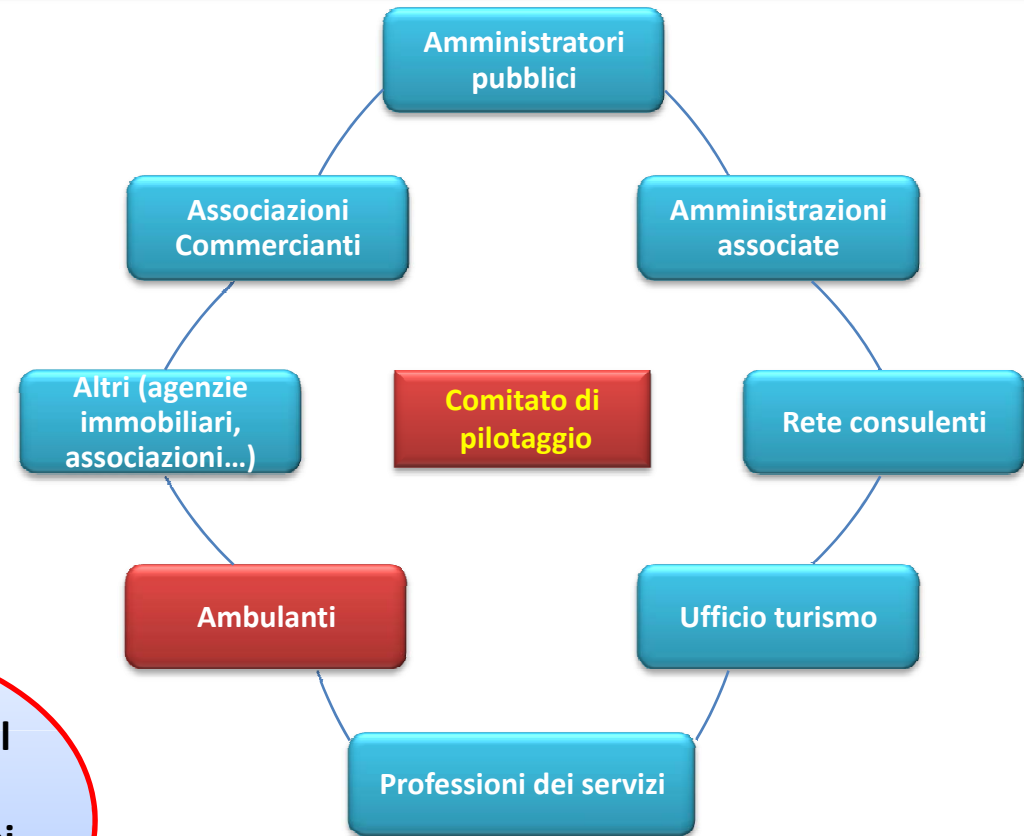 Amministratori
pubblici
Associazioni
Commercianti
Amministrazioni
associate
Altri (agenzie
immobiliari,
associazioni…)
Comitato di
pilotaggio
Rete consulenti
Ambulanti
Ufficio turismo
Professioni dei servizi